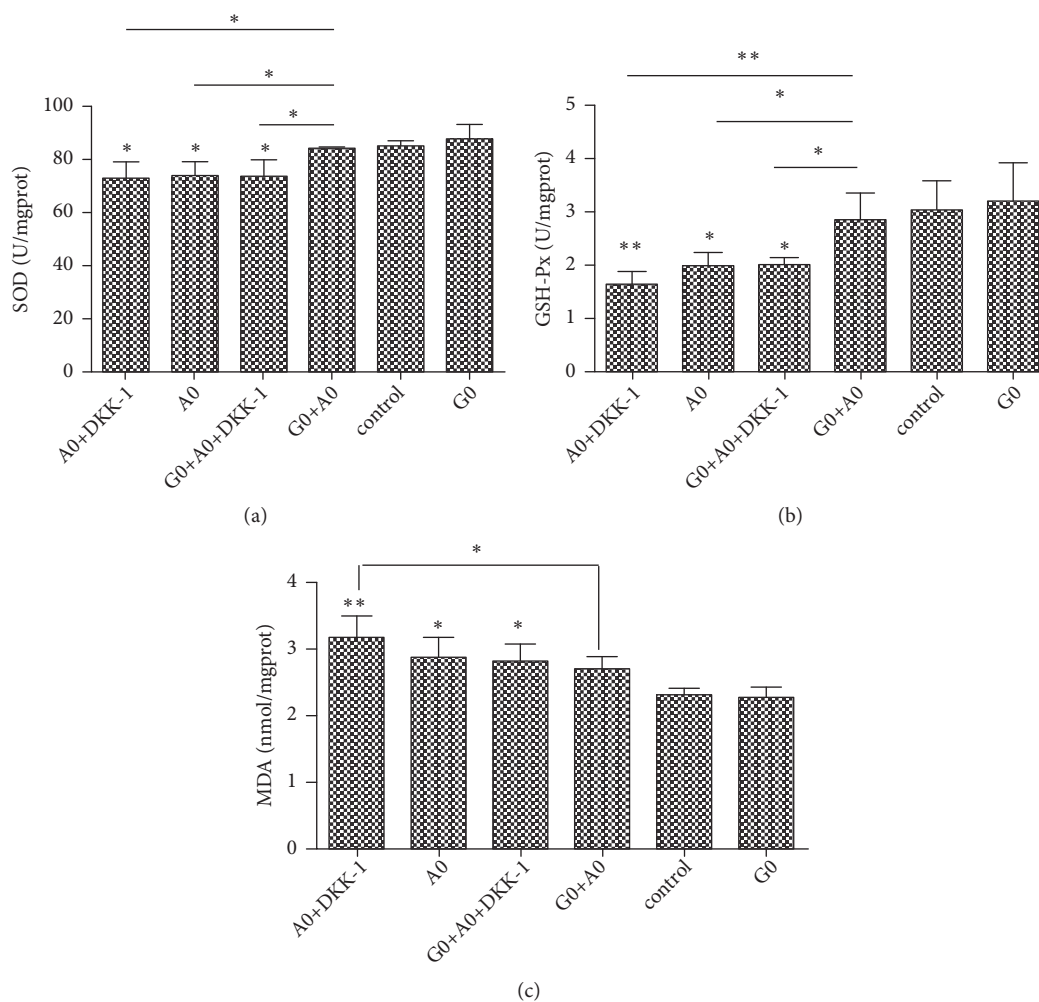 *
*
*
SOD (U/mgprot)
100
80
60
40
20
0
* * *
A0+DKK-1
A0
G0+A0+DKK-1
G0+A0
control
G0
(a)
**
*
*
GSH-Px (U/mgprot)
5
4
3
2
1
0
** * *
A0+DKK-1
A0
G0+A0+DKK-1
G0+A0
control
G0
(b)
*
MDA (nmol/mgprot)
4
3
2
1
0
** * *
A0+DKK-1
A0
G0+A0+DKK-1
G0+A0
control
G0
(c)